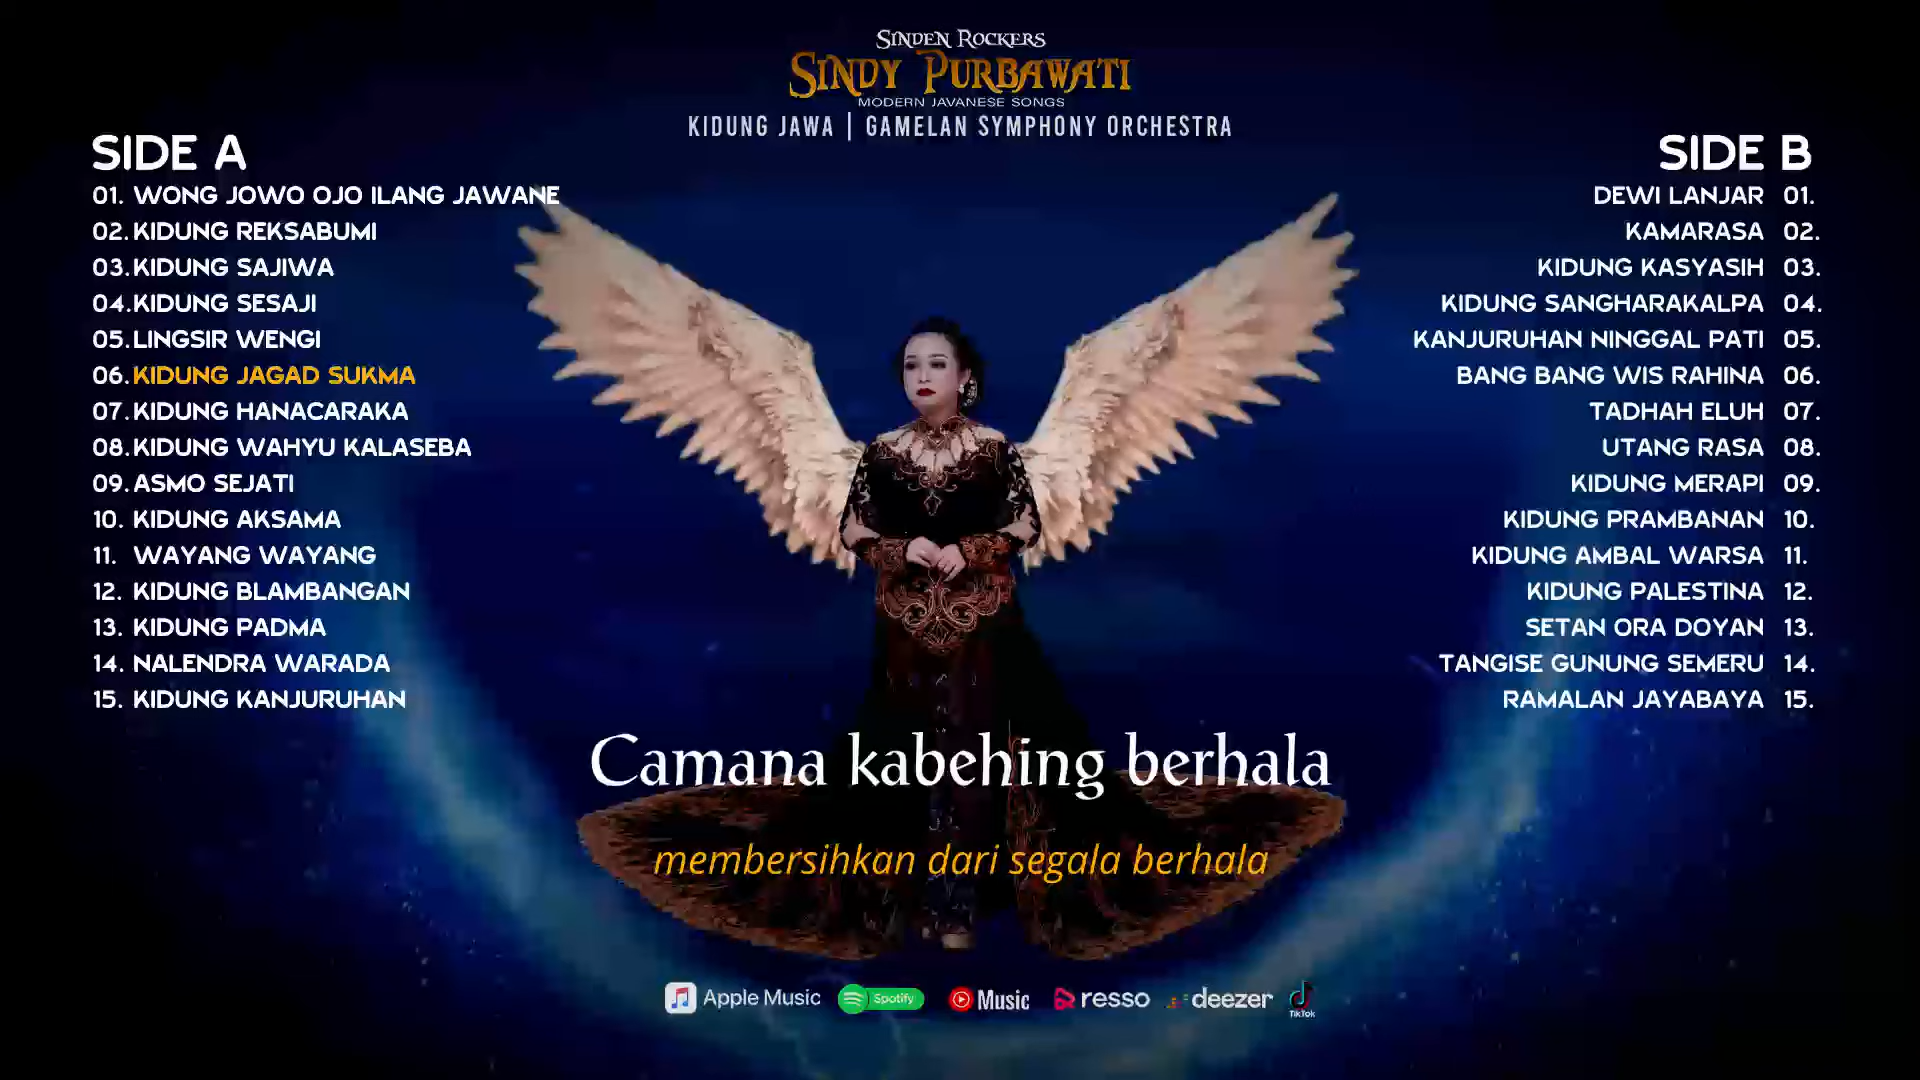 SINDEN ROCKERS
SINDY PURBAWATI
MODERN JAVANESE SONGS
KIDUNG JAWA | GAMELAN SYMPHONY ORCHESTRA
SIDE A
01. WONG JOWO OJO ILANG JAWANE
02. KIDUNG REKSABUMI
03. KIDUNG SAJIWA
04. KIDUNG SESAJI
05. LINGSIR WENGI
06. KIDUNG JAGAD SUKMA
07. KIDUNG HANACARAKA
08. KIDUNG WAHYU KALASEBA
09. ASMO SEJATI
10. KIDUNG AKSAMA
11. WAYANG WAYANG
12. KIDUNG BLAMBANGAN
13. KIDUNG PADMA
14. NALENDRA WARADA
15. KIDUNG KANJURUHAN
SIDE B
DEWI LANJAR 01.
KAMARASA 02.
KIDUNG KASYASIH 03.
KIDUNG SANGHARAKALPA 04.
KANJURUHAN NINGGAL PATI 05.
BANG BANG WIS RAHINA 06.
TADHAH ELUH 07.
UTANG RASA 08.
KIDUNG MERAPI 09.
KIDUNG PRAMBANAN 10.
KIDUNG AMBAL WARSA 11.
KIDUNG PALESTINA 12.
SETAN ORA DOYAN 13.
TANGISE GUNUNG SEMERU 14.
RAMALAN JAYABAYA 15.
Camana kabehing berhala
membersihkan dari segala berhala
Apple Music Spotify Music resso deezer TikTok